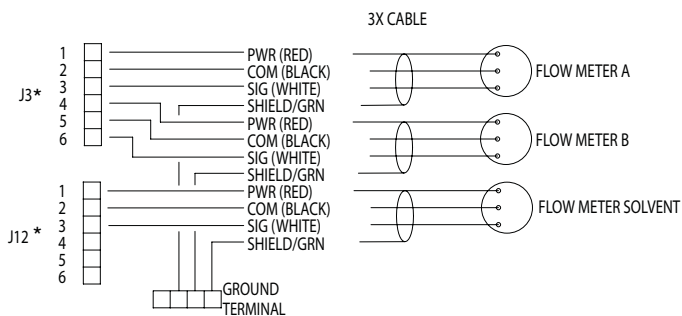 3X CABLE
J3*
1
2
3
4
5
6
PWR (RED)
COM (BLACK)
SIG (WHITE)
SHIELD/GRN
PWR (RED)
COM (BLACK)
SIG (WHITE)
SHIELD/GRN
FLOW METER A
FLOW METER B
J12 *
1
2
3
4
5
6
PWR (RED)
COM (BLACK)
SIG (WHITE)
SHIELD/GRN
FLOW METER SOLVENT
GROUND
TERMINAL